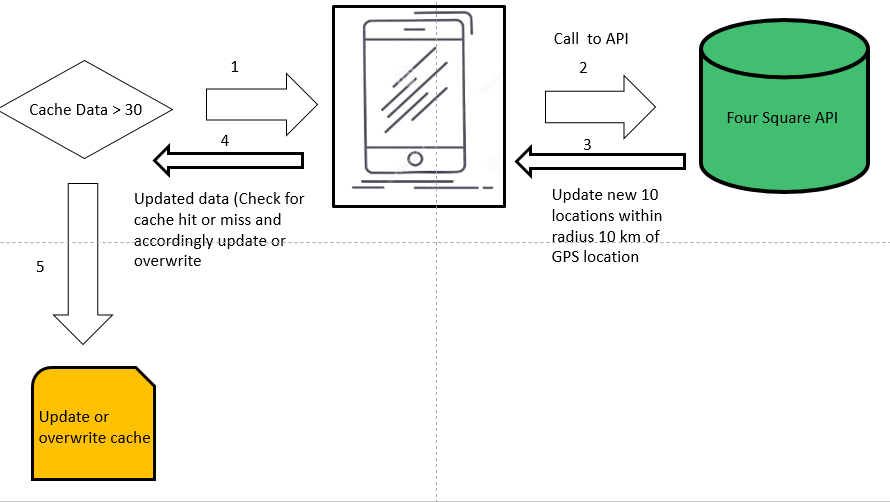 Cache Data > 30
1
Call  to API
2
Four Square API
4
3
Updated data (Check for
cache hit or miss and
accordingly update or
overwrite
Update new 10
locations within
radius 10 km of
GPS location
5
Update or
overwrite cache